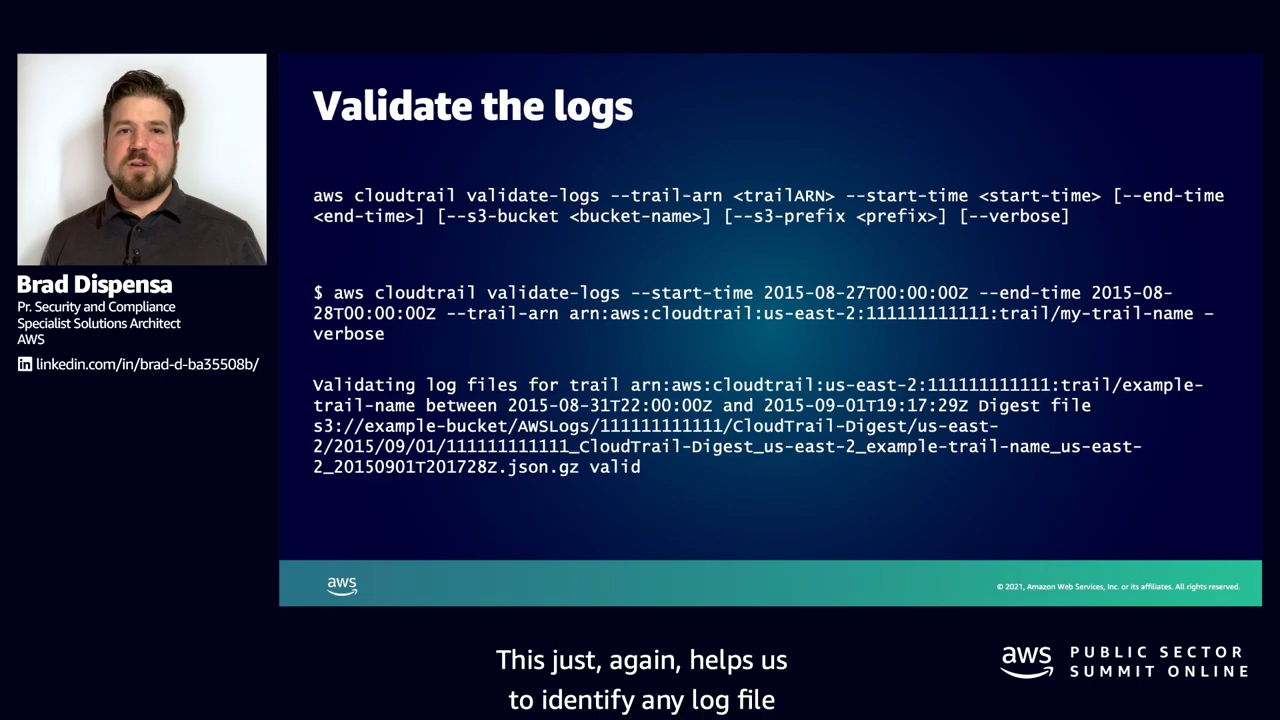 Validate the logs
aws cloudtrail validate-logs --trail-arn <trailARN> --start-time <start-time> [--end-time
<end-time>] [--s3-bucket <bucket-name>] [--s3-prefix <prefix>] [--verbose]
$ aws cloudtrail validate-logs --start-time 2015-08-27T00:00:00Z --end-time 2015-08-
28T00:00:00Z --trail-arn arn:aws:cloudtrail:us-east-2:111111111111:trail/my-trail-name –
verbose
Validating log files for trail arn:aws:cloudtrail:us-east-2:111111111111:trail/example-
trail-name between 2015-08-31T22:00:00Z and 2015-09-01T19:17:29Z Digest file
s3://example-bucket/AWSLogs/111111111111/CloudTrail-Digest/us-east-
2/2015/09/01/111111111111_CloudTrail-Digest_us-east-2_example-trail-name_us-east-
2_20150901T201728Z.json.gz valid
Brad Dispensa
Pr. Security and Compliance
Specialist Solutions Architect
AWS
in linkedin.com/in/brad-d-ba35508b/
aws
© 2021, Amazon Web Services, Inc. or its affiliates. All rights reserved.
This just, again, helps us
to identify any log file
aws
PUBLIC SECTOR
SUMMIT ONLINE